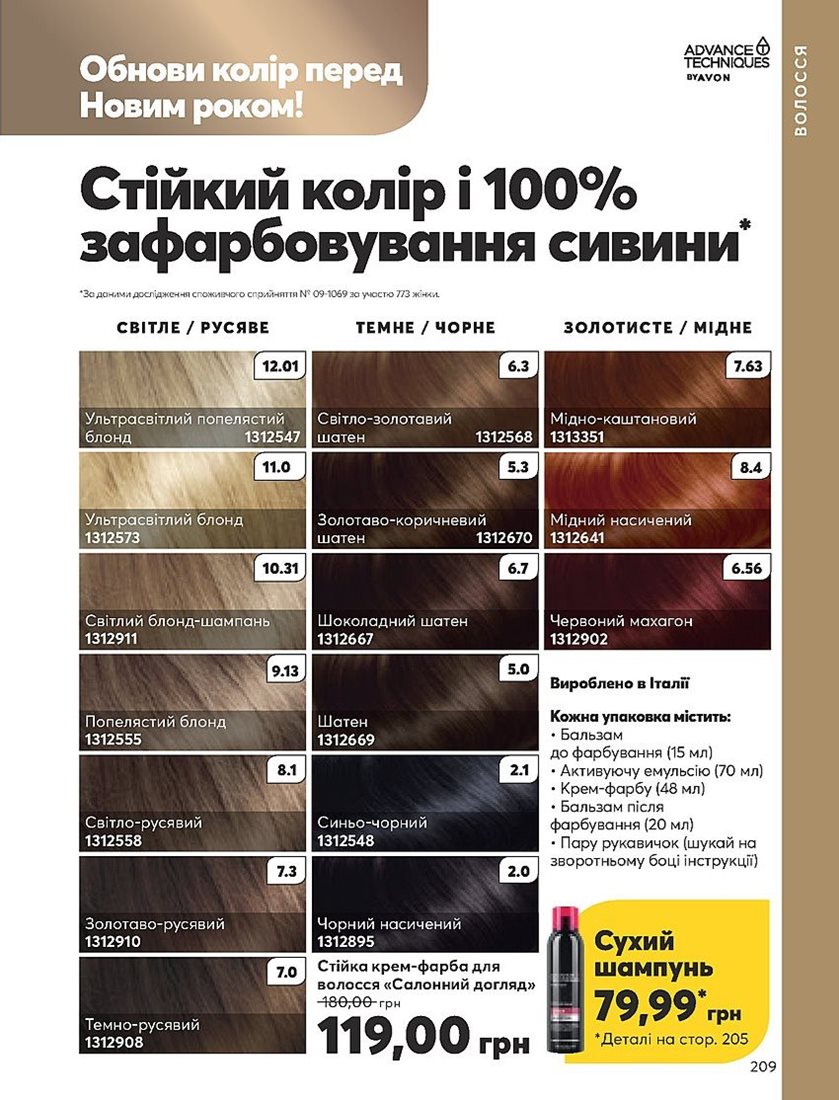 Обнови колір перед
Новим роком!
ADVANCE
TECHNIQUES
BY AVON
ВОЛОССЯ
Стійкий колір і 100%
зафарбовування сивини*
*За даними дослідження споживчого сприйняття № 09-1069 за участю 773 жінки.
СВІТЛЕ / РУСЯВЕ
12.01
Ультрасвітлий попелястий
блонд 1312547
11.0
Ультрасвітлий блонд
1312573
10.31
Світлий блонд-шампань
1312911
9.13
Попелястий блонд
1312555
8.1
Світло-русявий
1312558
7.3
Золотаво-русявий
1312910
7.0
Темно-русявий
1312908
ТЕМНЕ / ЧОРНЕ
6.3
Світло-золотавий
шатен 1312568
5.3
Золотаво-коричневий
шатен 1312670
6.7
Шоколадний шатен
1312667
5.0
Шатен
1312669
2.1
Синьо-чорний
1312548
2.0
Чорний насичений
1312895
Стійка крем-фарба для
волосся «Салонний догляд»
180,00 грн
119,00 грн
ЗОЛОТИСТЕ / МІДНЕ
7.63
Мідно-каштановий
1313351
8.4
Мідний насичений
1312641
6.56
Червоний махагон
1312902
Вироблено в Італії
Кожна упаковка містить:
• Бальзам
до фарбування (15 мл)
• Активуючу емульсію (70 мл)
• Крем-фарбу (48 мл)
• Бальзам після
фарбування (20 мл)
• Пару рукавичок (шукай на
зворотньому боці інструкції)
Сухий
шампунь
79,99* грн
*Деталі на стор. 205
209